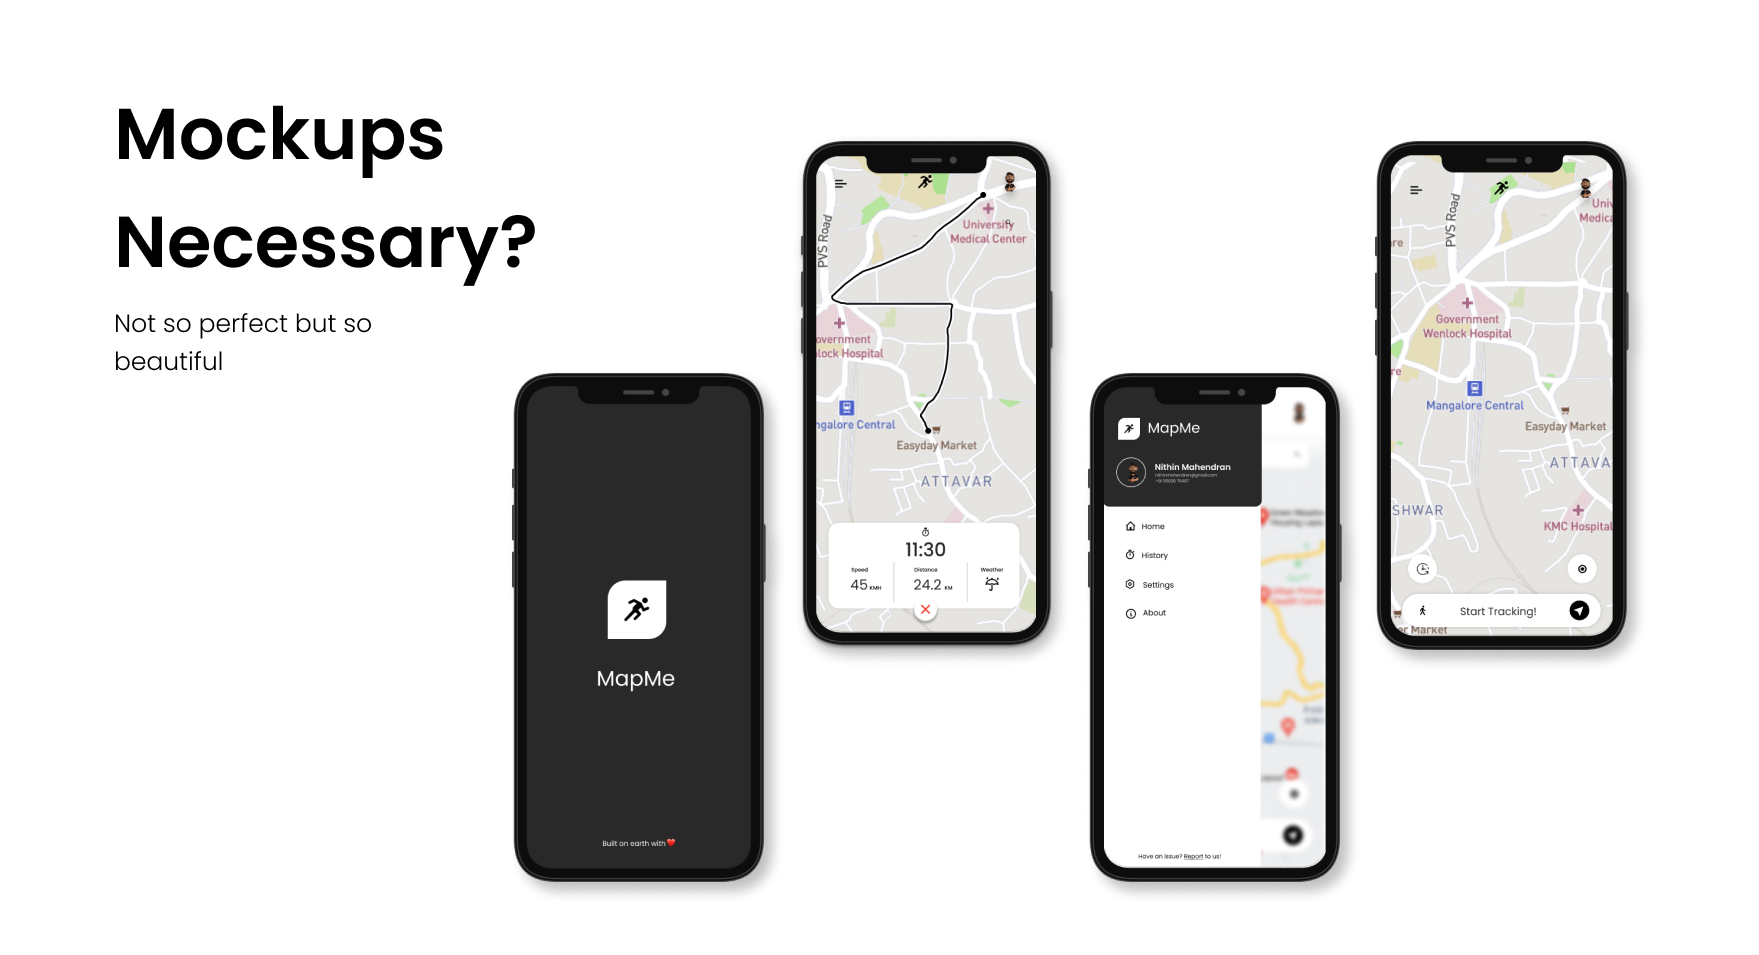 Mockups
Necessary?
Not so perfect but so
beautiful
MapMe
Built on earth with
PVS Road
University
Medical Center
overnment
lock Hospital
ngalore Central
Easyday Market
ATTAVAR
11:30
Speed
Distance
Weather
45 KMH
24.2 KM
MapMe
Nithin Mahendran
Home
History
Settings
About
Have an issue? Report to us!
PVS Road
Univ
Medica
re
Government
Wenlock Hospital
re
Mangalore Central
Easyday Market
ATTAVA
SHWAR
KMC Hospital
Start Tracking!
er Market